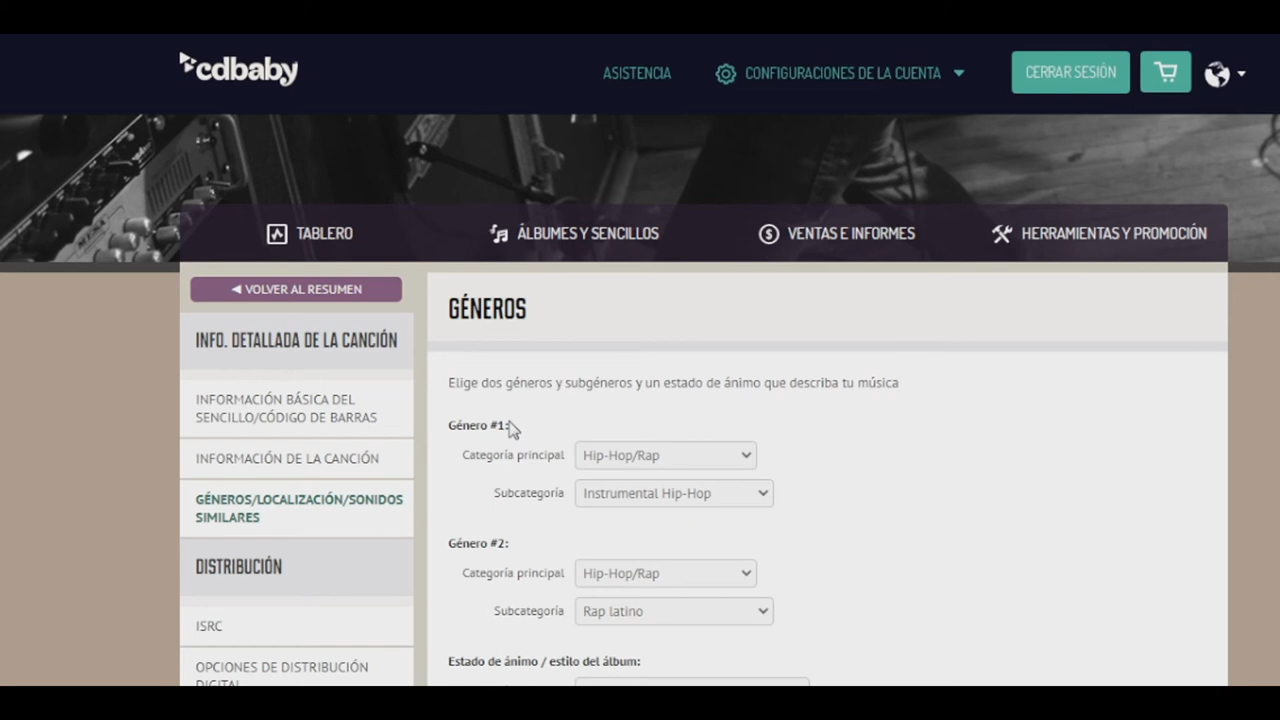 cdbaby
ASISTENCIA
CONFIGURACIONES DE LA CUENTA
CERRAR SESIÓN
TABLERO
ÁLBUMES Y SENCILLOS
VENTAS E INFORMES
HERRAMIENTAS Y PROMOCIÓN
VOLVER AL RESUMEN
INFO. DETALLADA DE LA CANCIÓN
INFORMACIÓN BÁSICA DEL
SENCILLO/CÓDIGO DE BARRAS
INFORMACIÓN DE LA CANCIÓN
GÉNEROS/LOCALIZACIÓN/SONIDOS
SIMILARES
DISTRIBUCIÓN
ISRC
OPCIONES DE DISTRIBUCIÓN
DIGITAL
GÉNEROS
Elige dos géneros y subgéneros y un estado de ánimo que describa tu música
Género #1:
Categoría principal Hip-Hop/Rap
Subcategoría Instrumental Hip-Hop
Género #2:
Categoría principal Hip-Hop/Rap
Subcategoría Rap latino
Estado de ánimo / estilo del álbum: